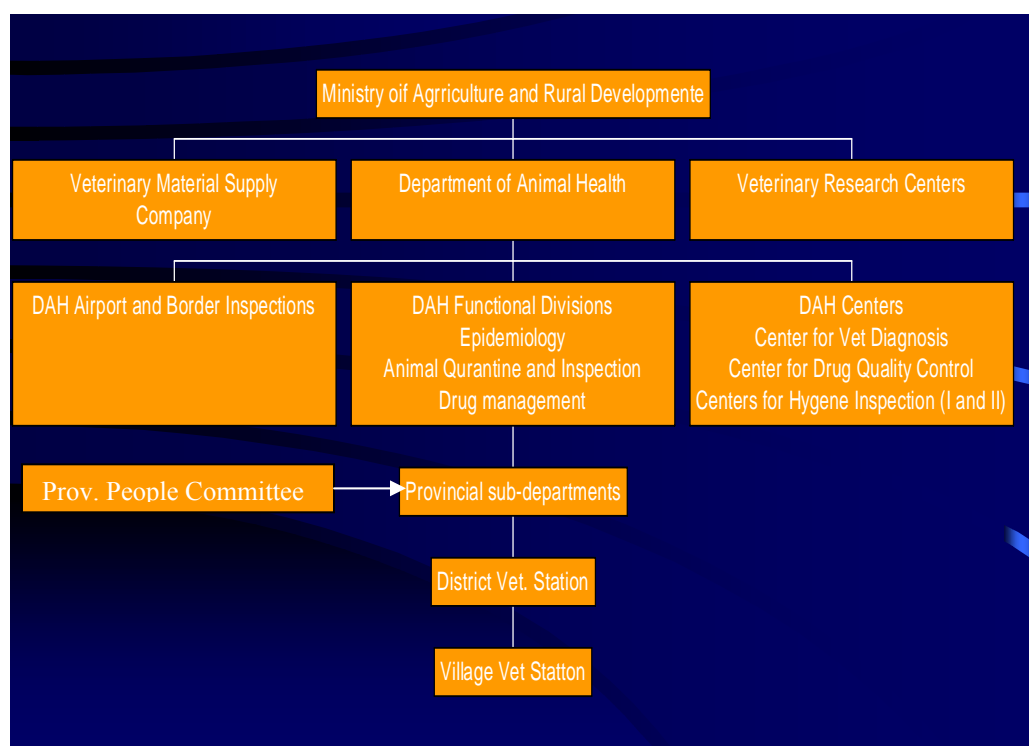 Ministry oif Agrriculture and Rural Developmente
Veterinary Material Supply
Company
Department of Animal Health
Veterinary Research Centers
DAH Airport and Border Inspections
DAH Functional Divisions
Epidemiology
Animal Qurantine and Inspection
Drug management
DAH Centers
Center for Vet Diagnosis
Center for Drug Quality Control
Centers for Hygene Inspection (I and II)
Prov. People Committee
Provincial sub-departments
District Vet. Station
Village Vet Statton